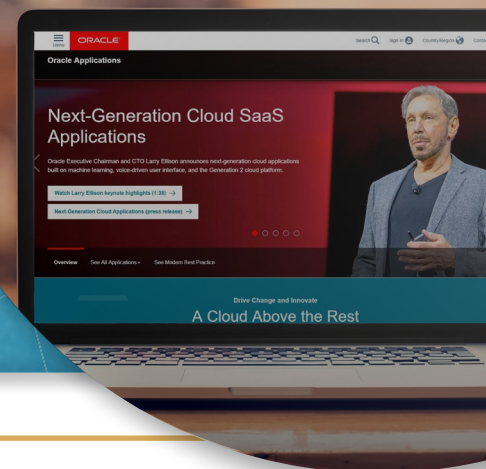 Menu
ORACLE
Search
Sign In
Country/Region
Oracle Applications
Next-Generation Cloud SaaS
Applications
Oracle Executive Chairman and CTO Larry Ellison announces next-generation cloud applications
built on machine learning, voice-driven user interface, and the Generation 2 cloud platform.
Watch Larry Ellison keynote highlights (1:38) →
Next-Generation Cloud Applications (press release) →
Overview
See All Applications
See Modern Best Practice
Drive Change and Innovate
A Cloud Above the Rest